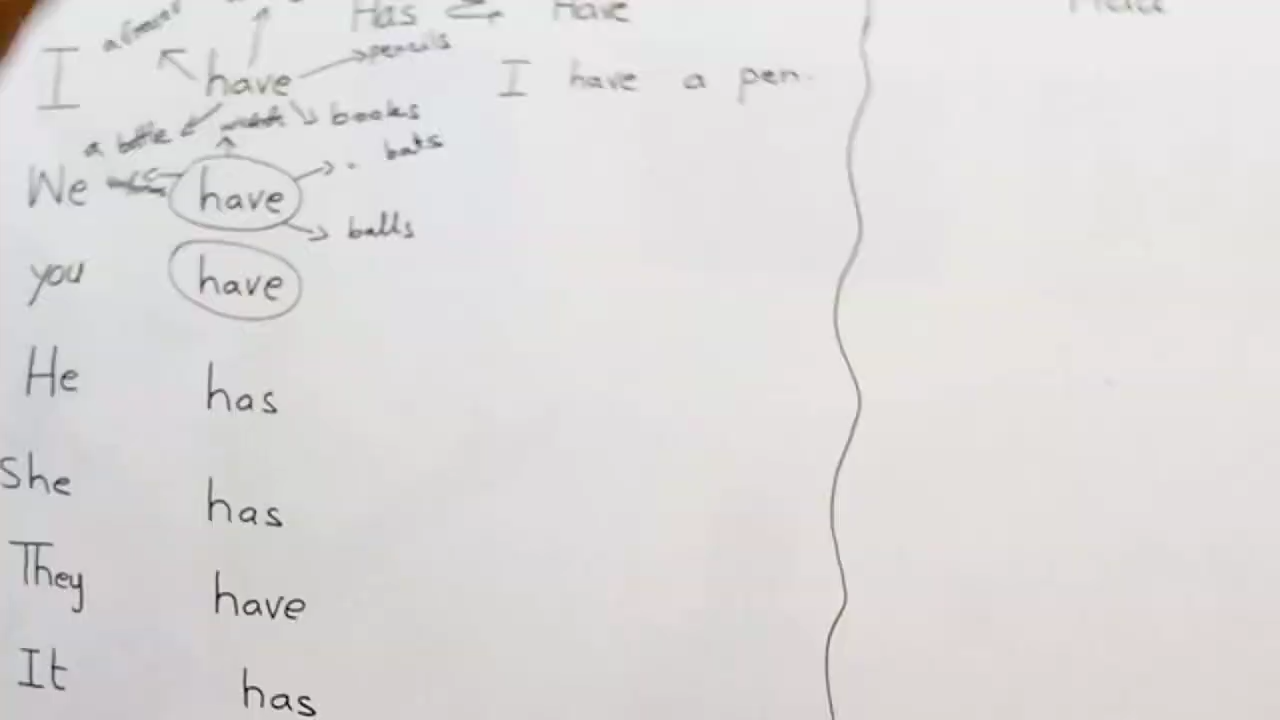 Has & Have
I have a pen.
pencils
books
We have bats
balls
you have
He has
She has
They have
It has